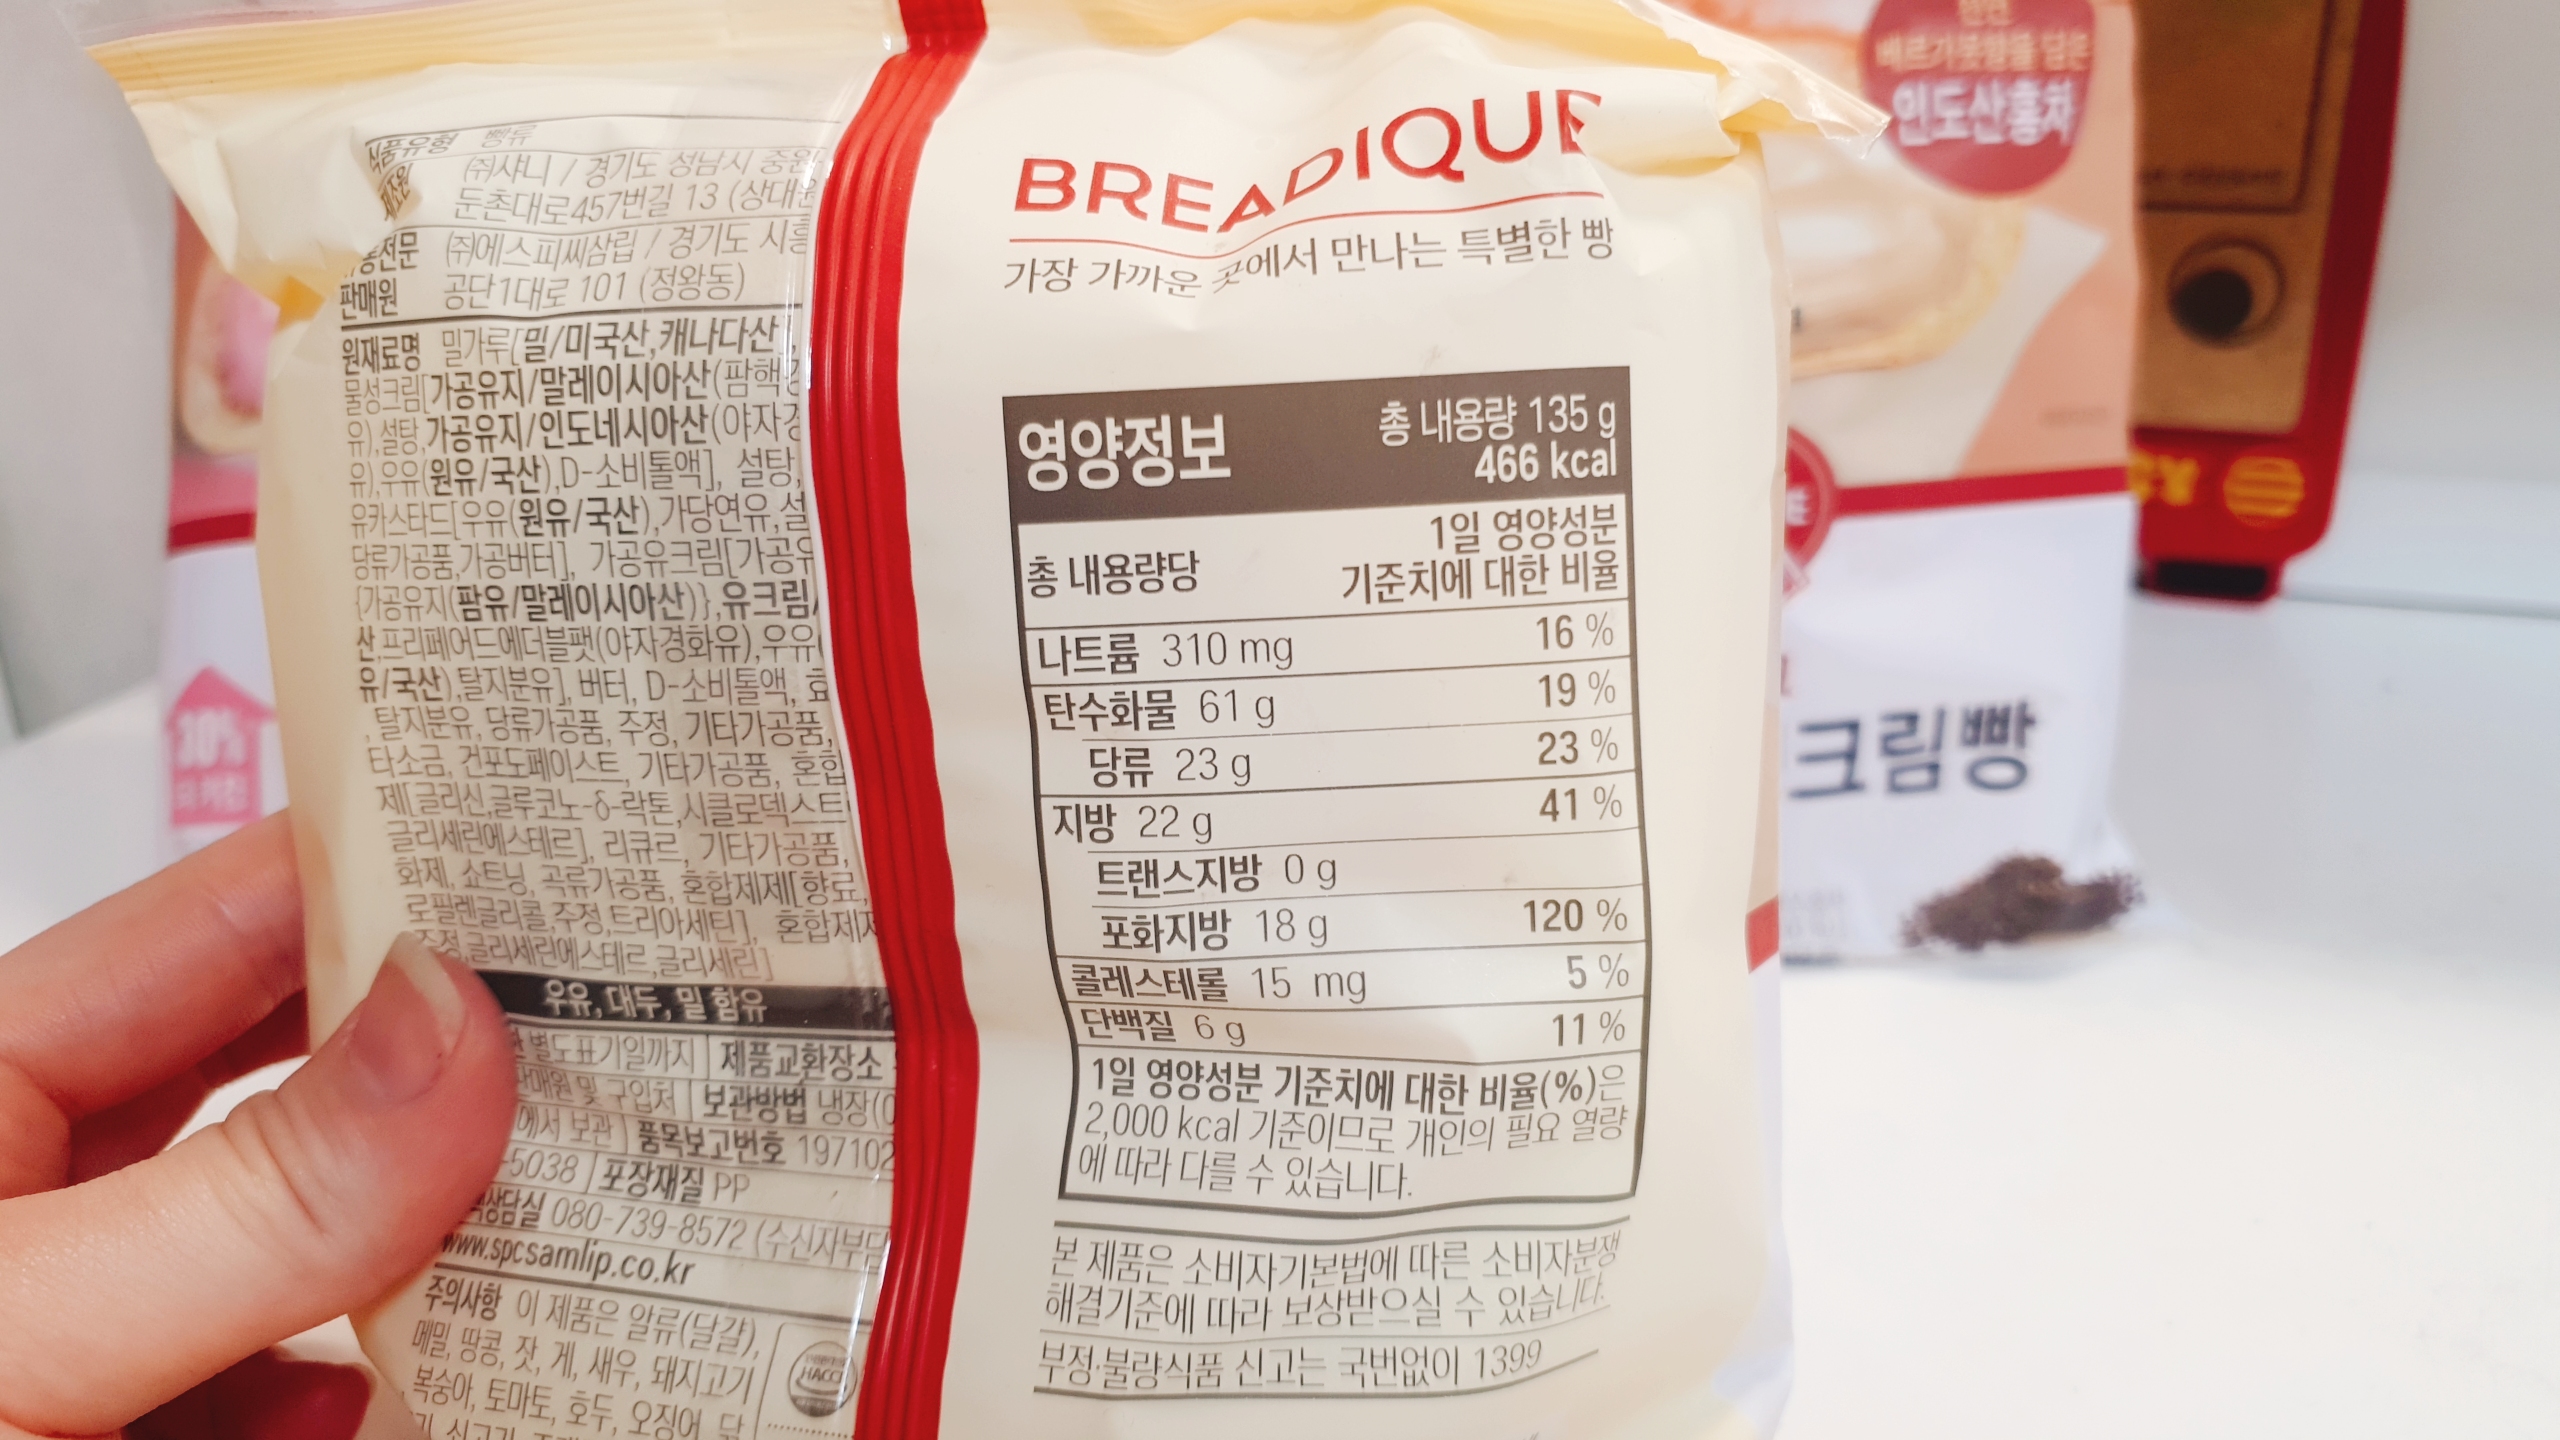 식품유형 빵류
제조원 ㈜샤니 / 경기도 성남시 중원
둔촌대로457번길 13 (상대원
㈜에스피씨삼립 / 경기도 시흥
판매원 공단1대로 101 (정왕동)
원재료명 밀가루[밀/미국산,캐나다산],
물성크림[가공유지/말레이시아산(팜핵경
유),설탕,가공유지/인도네시아산(야자경
유),우유(원유/국산),D-소비톨액], 설탕,
유카스타드[우유(원유/국산),가당연유,설
당류가공품,가공버터], 가공유크림[가공유
{가공유지(팜유/말레이시아산)},유크림/
산,프리페어드에더블팻(야자경화유),우유(
유/국산),탈지분유], 버터, D-소비톨액, 효
, 탈지분유, 당류가공품, 주정, 기타가공품,
타소금, 건포도페이스트, 기타가공품, 혼합
제[글리신,글루코노-δ-락톤,시클로덱스트
글리세린에스테르], 리큐르, 기타가공품,
화제, 쇼트닝, 곡류가공품, 혼합제제[향료,
로필렌글리콜,주정,트리아세틴], 혼합제제
주정,글리세린에스테르,글리세린]
우유, 대두, 밀 함유
별도표기일까지 제품교환장소
판매원 및 구입처 보관방법 냉장(0
에서 보관 품목보고번호 197102
-5038 포장재질 PP
상담실 080-739-8572 (수신자부담
www.spcsamlip.co.kr
주의사항 이 제품은 알류(달걀),
메밀, 땅콩, 잣, 게, 새우, 돼지고기
, 복숭아, 토마토, 호두, 오징어, 닭
HACCP
BREADIQUE
가장 가까운 곳에서 만나는 특별한 빵
영양정보
총 내용량 135 g
466 kcal
총 내용량당
1일 영양성분
기준치에 대한 비율
나트륨 310 mg 16 %
탄수화물 61 g 19 %
당류 23 g 23 %
지방 22 g 41 %
트랜스지방 0 g
포화지방 18 g 120 %
콜레스테롤 15 mg 5 %
단백질 6 g 11 %
1일 영양성분 기준치에 대한 비율(%)은
2,000 kcal 기준이므로 개인의 필요 열량
에 따라 다를 수 있습니다.
본 제품은 소비자기본법에 따른 소비자분쟁
해결기준에 따라 보상받으실 수 있습니다.
부정·불량식품 신고는 국번없이 1399
인도산홍차
크림빵
30%